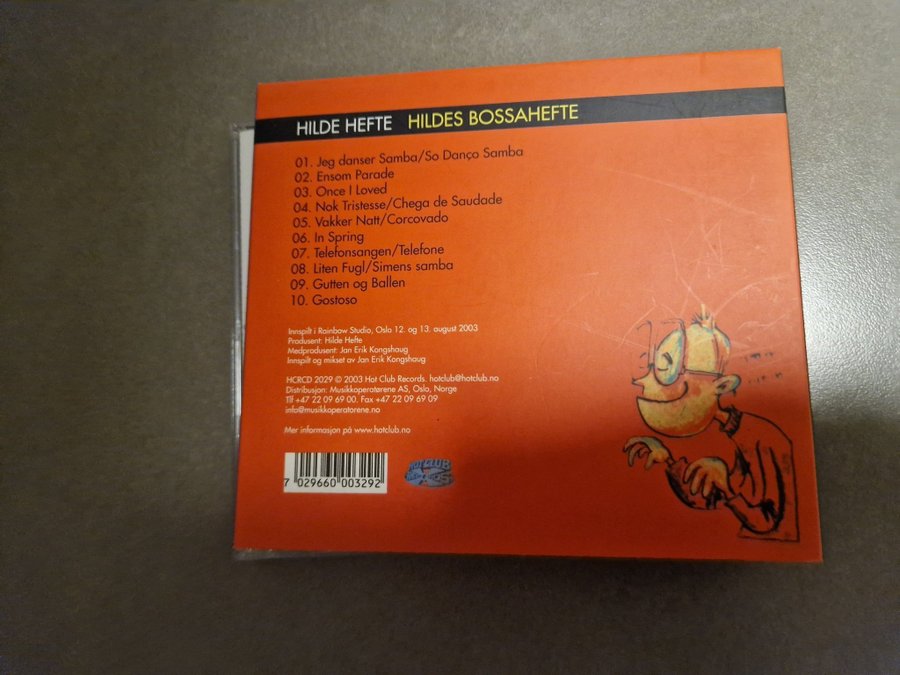 HILDE HEFTE HILDES BOSSAHEFTE
01. Jeg danser Samba/So Danço Samba
02. Ensom Parade
03. Once I Loved
04. Nok Tristesse/Chega de Saudade
05. Vakker Natt/Corcovado
06. In Spring
07. Telefonsangen/Telefone
08. Liten Fugl/Simens samba
09. Gutten og Ballen
10. Gostoso
Innspilt i Rainbow Studio, Oslo 12. og 13. august 2003
Produsent: Hilde Hefte
Medprodusent: Jan Erik Kongshaug
Innspilt og mikset av Jan Erik Kongshaug
HCRCD 2029 © 2003 Hot Club Records. hotclub@hotclub.no
Distribusjon: Musikkoperatørene AS, Oslo, Norge
Tlf +47 22 09 69 00, Fax +47 22 09 69 09
info@musikkoperatorene.no
Mer informasjon på www.hotclub.no
7 029660 003292
HOT CLUB
RECORDS